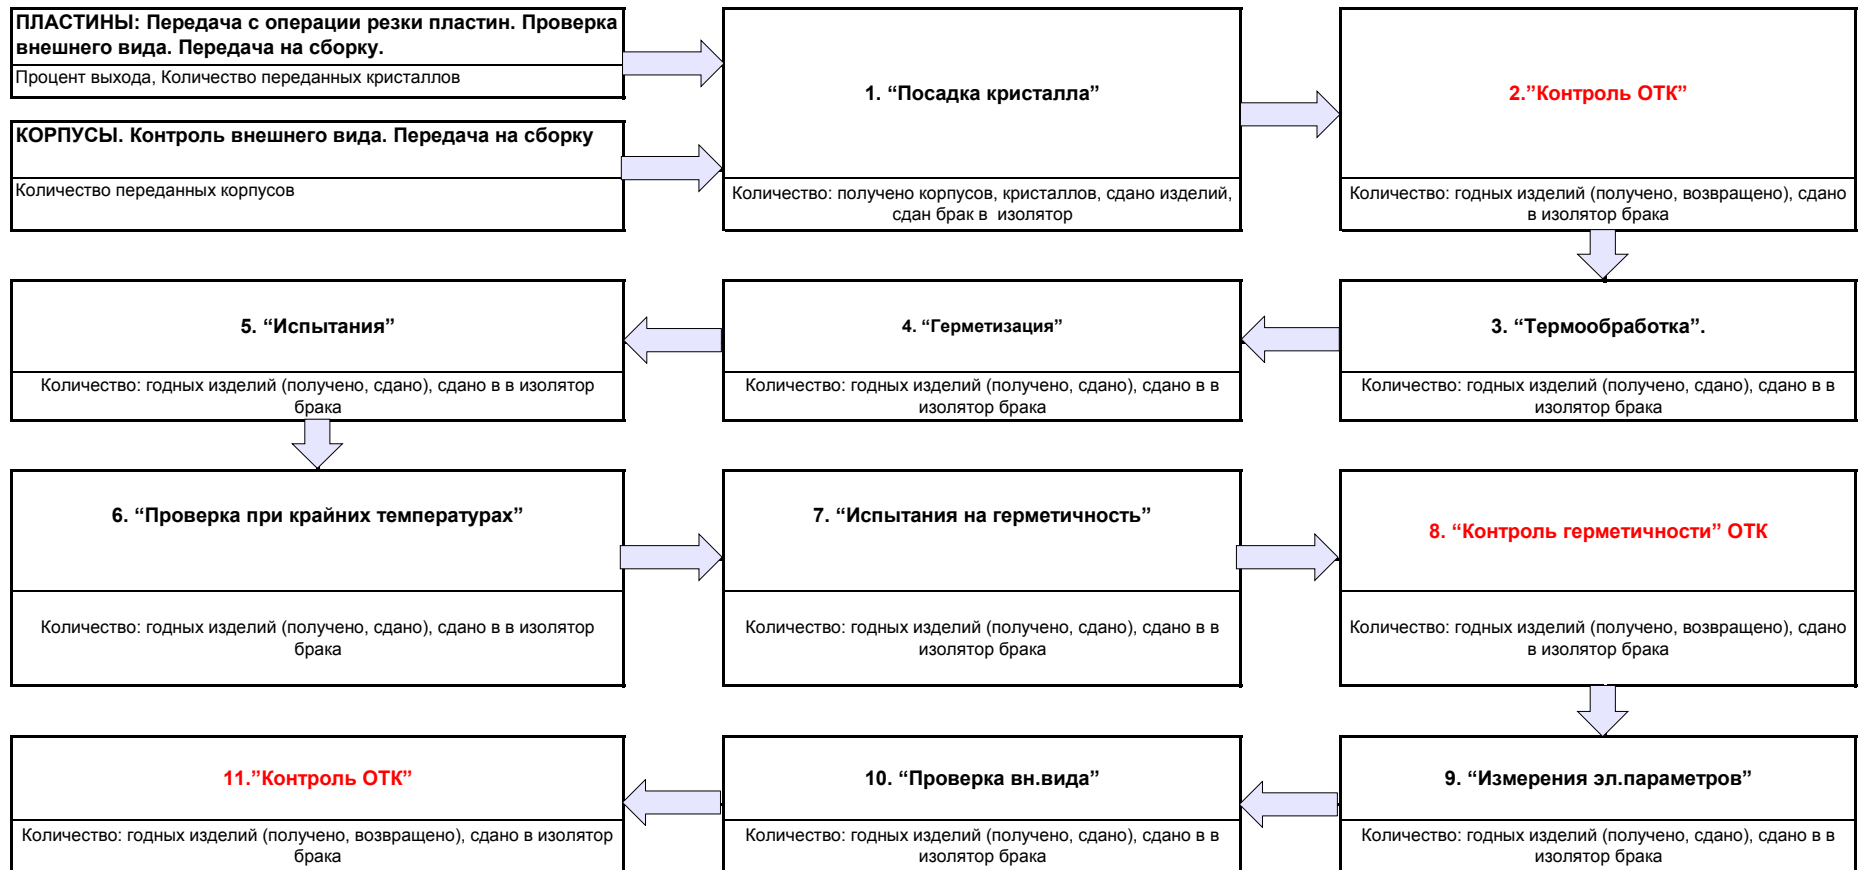 ПЛАСТИНЫ: Передача с операции резки пластин. Проверка
внешнего вида. Передача на сборку.
Процент выхода, Количество переданных кристаллов
КОРПУСЫ. Контроль внешнего вида. Передача на сборку
Количество переданных корпусов
1. “Посадка кристалла”
Количество: получено корпусов, кристаллов, сдано изделий,
сдан брак в  изолятор
2.”Контроль ОТК”
Количество: годных изделий (получено, возвращено), сдано
в изолятор брака
3. “Термообработка”.
Количество: годных изделий (получено, сдано), сдано в в
изолятор брака
4. “Герметизация”
Количество: годных изделий (получено, сдано), сдано в в
изолятор брака
5. “Испытания”
Количество: годных изделий (получено, сдано), сдано в в изолятор
брака
6. “Проверка при крайних температурах”
Количество: годных изделий (получено, сдано), сдано в в изолятор
брака
7. “Испытания на герметичность”
Количество: годных изделий (получено, сдано), сдано в в
изолятор брака
8. “Контроль герметичности” ОТК
Количество: годных изделий (получено, возвращено), сдано
в изолятор брака
9. “Измерения эл.параметров”
Количество: годных изделий (получено, сдано), сдано в в
изолятор брака
10. “Проверка вн.вида”
Количество: годных изделий (получено, сдано), сдано в в
изолятор брака
11.”Контроль ОТК”
Количество: годных изделий (получено, возвращено), сдано в изолятор
брака